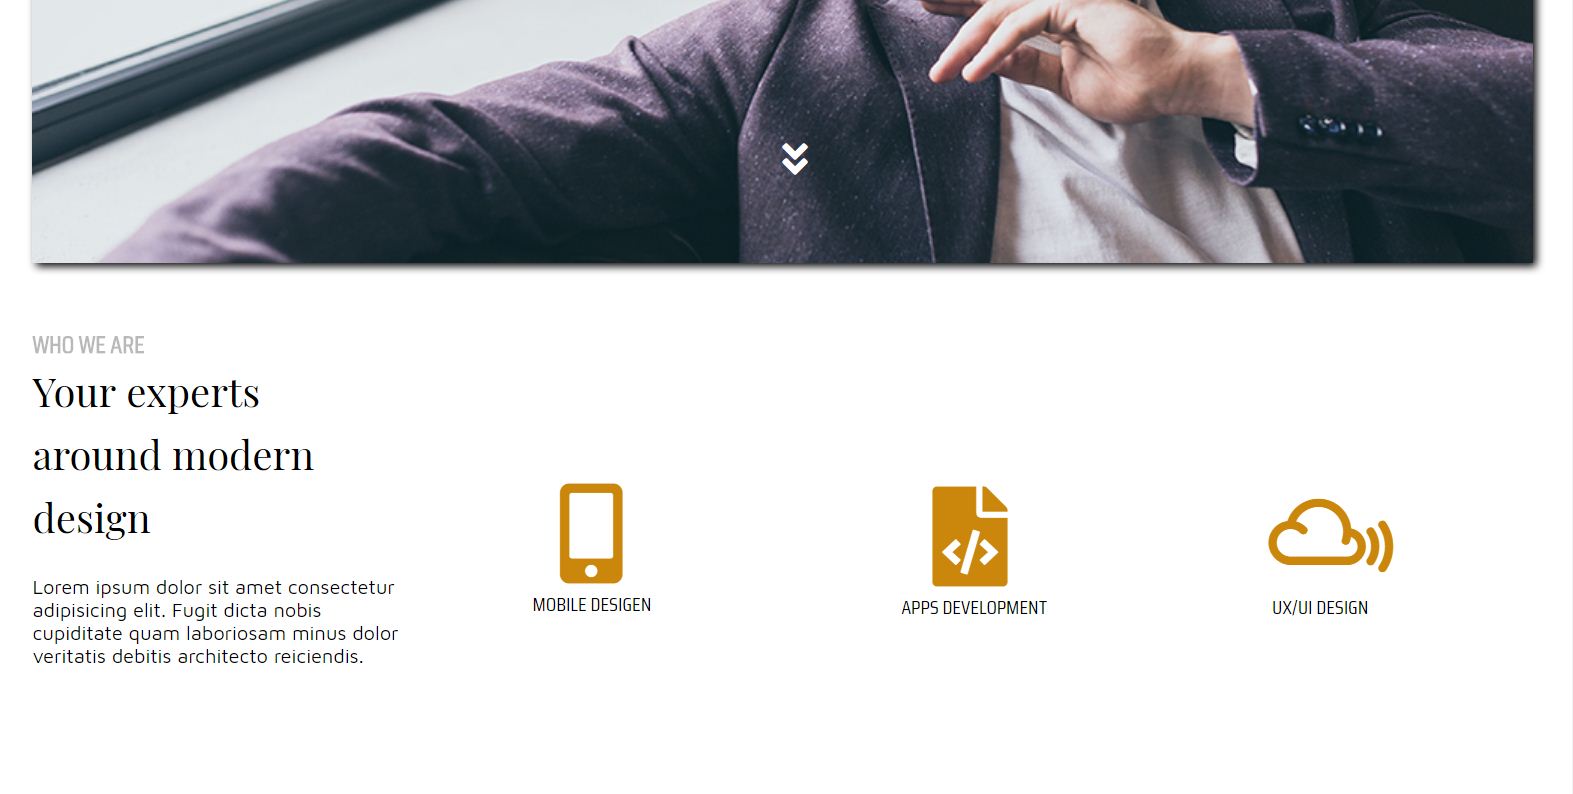 WHO WE ARE
Your experts
around modern
design
Lorem ipsum dolor sit amet consectetur
adipisicing elit. Fugit dicta nobis
cupiditate quam laboriosam minus dolor
veritatis debitis architecto reiciendis.
MOBILE DESIGEN
APPS DEVELOPMENT
UX/UI DESIGN